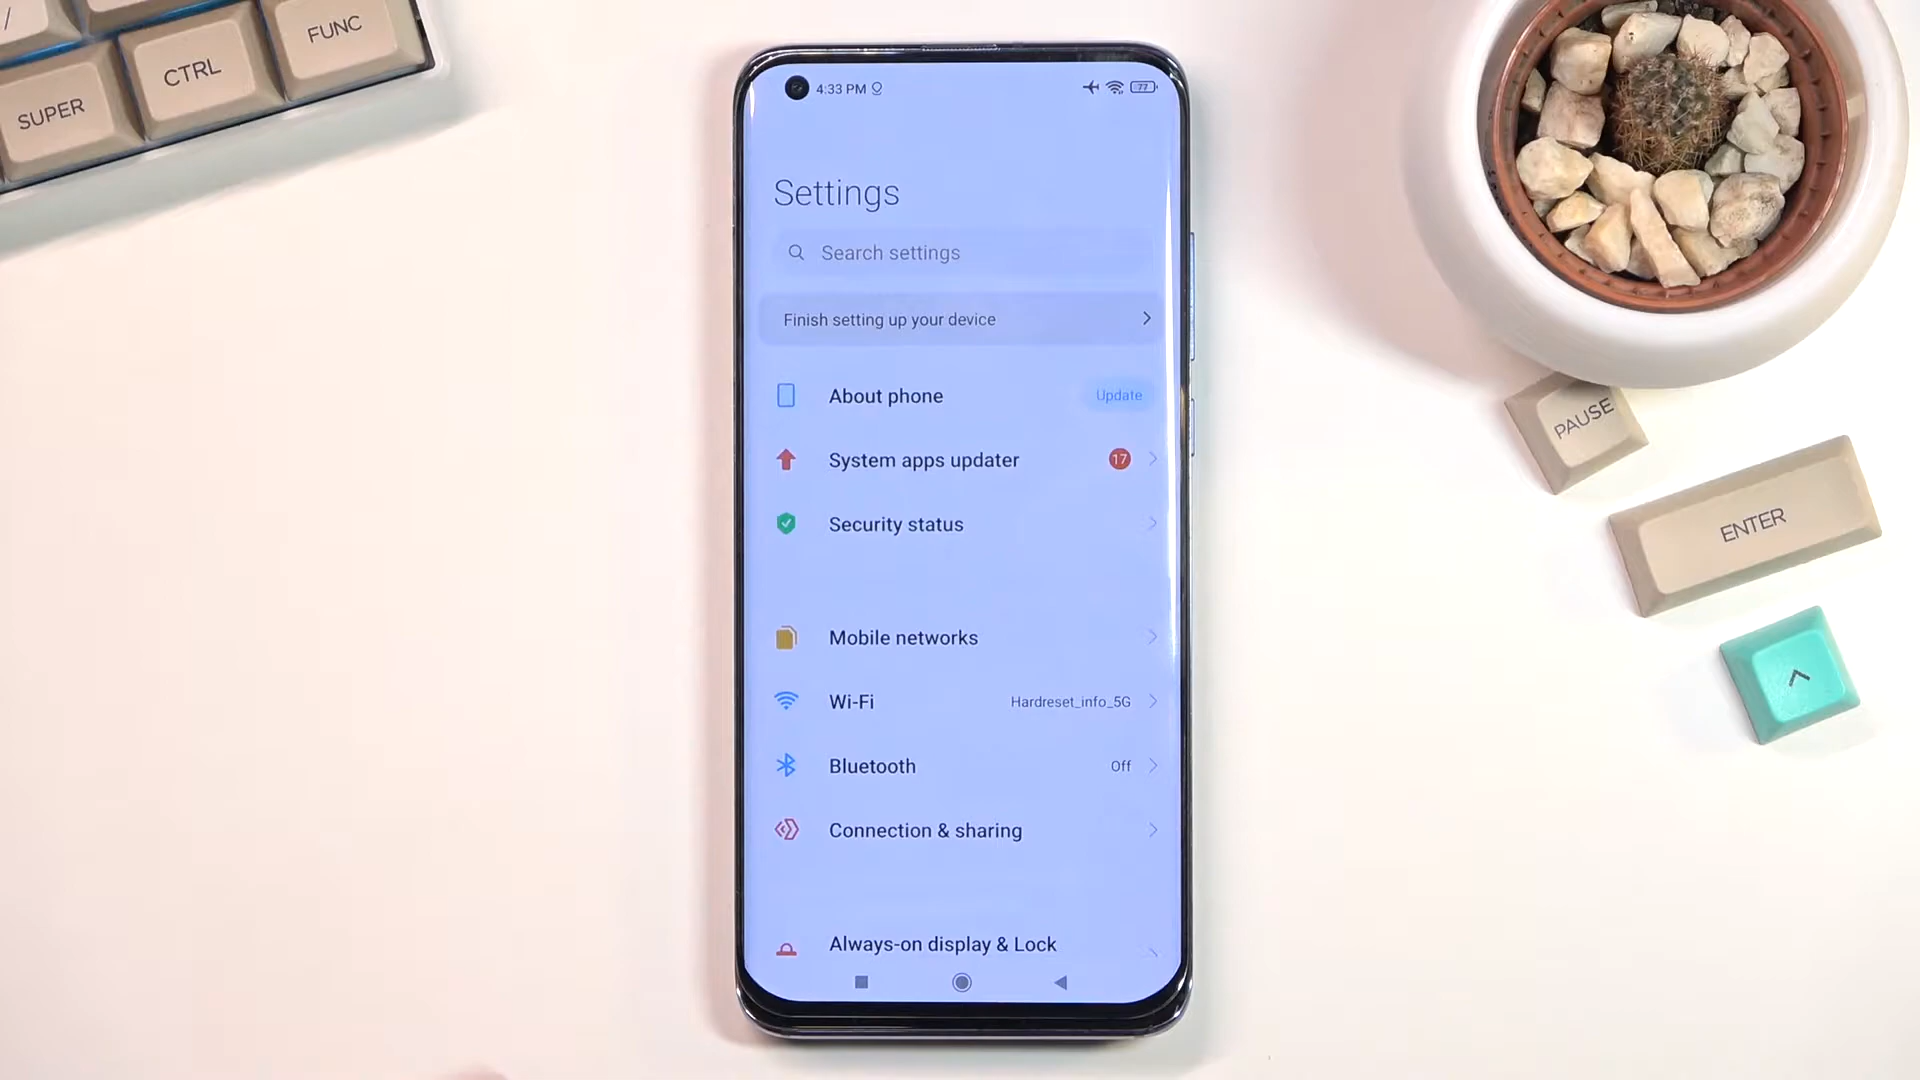 /
SUPER
CTRL
FUNC
4:33 PM
77
Settings
Search settings
Finish setting up your device
About phone
Update
System apps updater
17
Security status
Mobile networks
Wi-Fi
Hardreset_info_5G
Bluetooth
Off
Connection & sharing
Always-on display & Lock
PAUSE
ENTER